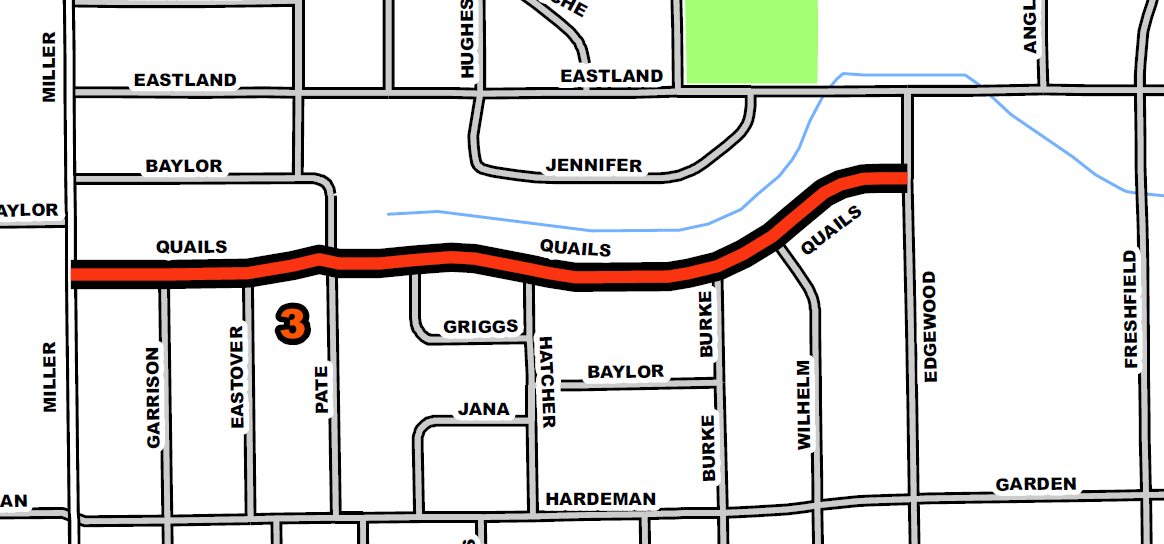 CHE
HUGHES
ANGL
MILLER
EASTLAND
EASTLAND
BAYLOR
JENNIFER
AYLOR
QUAILS
QUAILS
QUAILS
3
GRIGGS
BURKE
EDGEWOOD
FRESHFIELD
MILLER
GARRISON
EASTOVER
PATE
HATCHER
BAYLOR
WILHELM
JANA
BURKE
AN
HARDEMAN
GARDEN
S